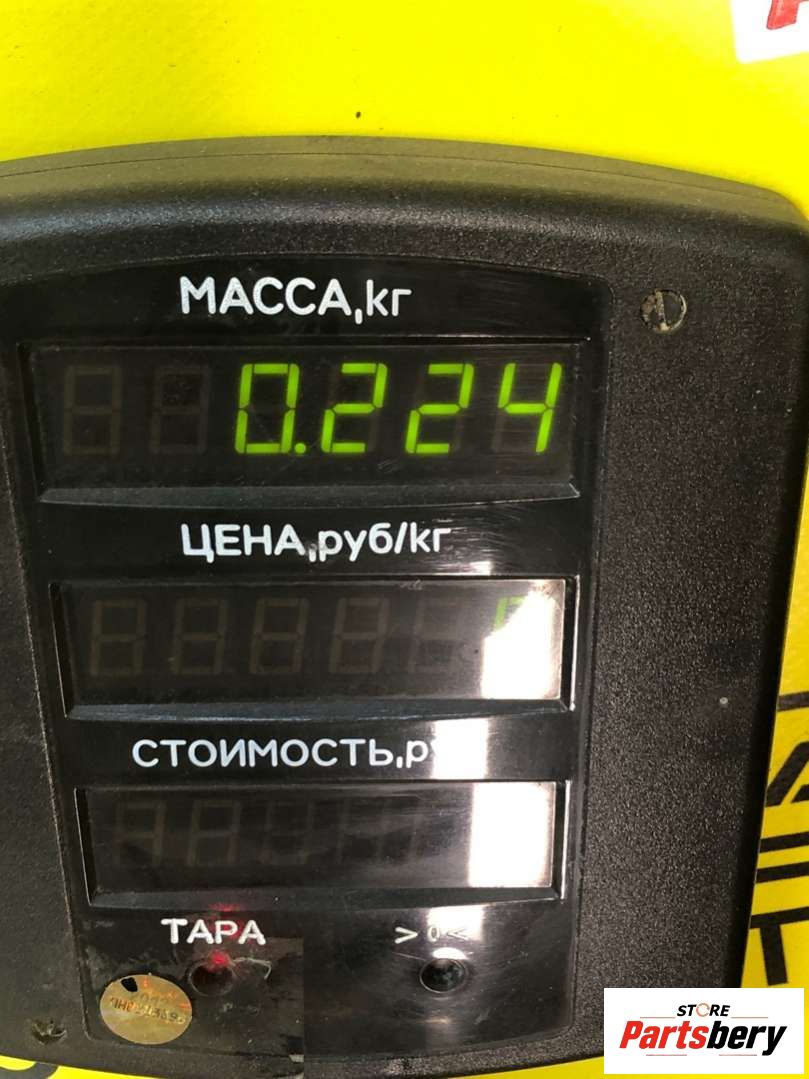 МАССА,кг
0.224
ЦЕНА,руб/кг
СТОИМОСТЬ,р
ТАРА
>0<
STORE
Partsbery